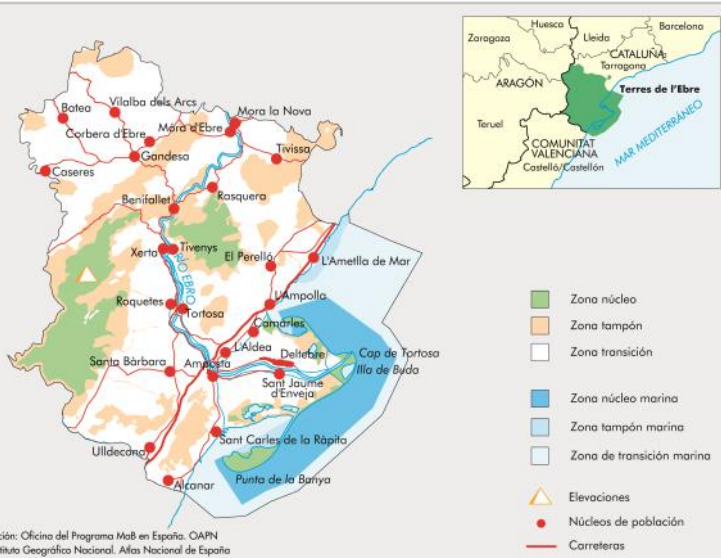 Batea
Vilalba dels Arcs
Mora la Nova
Corbera d'Ebre
Móra d'Ebre
Gandesa
Tivissa
Caseres
Rasquera
Benifallet
Xerta
Tivenys
RÍO EBRO
El Perelló
L'Ametlla de Mar
Roquetes
Tortosa
L'Ampolla
Camarles
L'Aldea
Deltebre
Cap de Tortosa
Illa de Buda
Santa Bàrbara
Amposta
Sant Jaume
d'Enveja
Sant Carles de la Ràpita
Ulldecona
Alcanar
Punta de la Banya
Huesca
Barcelona
Zaragoza
Lleida
CATALUÑA
Tarragona
ARAGÓN
Terres de l'Ebre
Teruel
COMUNITAT
VALENCIANA
Castelló/Castellón
MAR MEDITERRÁNEO
Zona núcleo
Zona tampón
Zona transición
Zona núcleo marina
Zona tampón marina
Zona de transición marina
Elevaciones
Núcleos de población
Carreteras
ción: Oficina del Programa MaB en España. OAPN
tituto Geográfico Nacional. Atlas Nacional de España